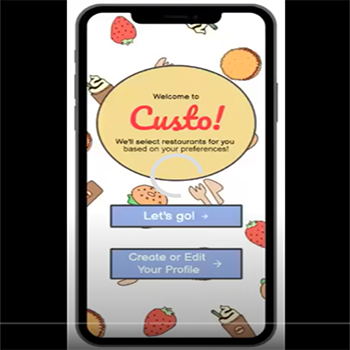 Welcome to
Custo!
We'll select restaurants for you
based on your preferences!
Let's go! →
Create or Edit →
Your Profile